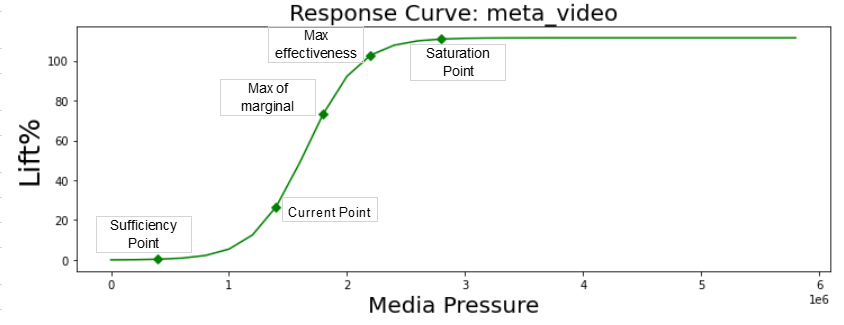 Response Curve: meta_video
Max
effectiveness
Saturation
Point
Max of
marginal
Current Point
Sufficiency
Point
Lift%
100
80
60
40
20
0
0 1 2 3 4 5 6
1e6
Media Pressure